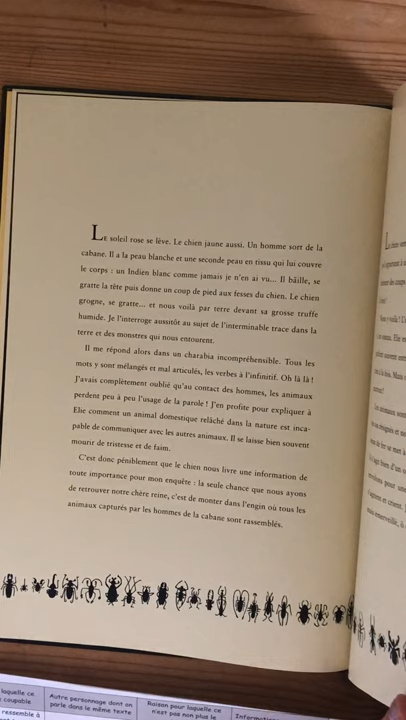 Le soleil rose se lève. Le chien jaune aussi. Un homme sort de la
cabane. Il a la peau blanche et une seconde peau en tissu qui lui couvre
le corps : un Indien blanc comme jamais je n'en ai vu... Il bâille, se
gratte la tête puis donne un coup de pied aux fesses du chien. Le chien
grogne, se gratte... et nous voilà par terre devant sa grosse truffe
humide. Je l'interroge aussitôt au sujet de l'interminable trace dans la
terre et des monstres qui nous entourent.
Il me répond alors dans un charabia incompréhensible. Tous les
mots y sont mélangés et mal articulés, les verbes à l'infinitif. Oh là là !
J'avais complètement oublié qu'au contact des hommes, les animaux
perdent peu à peu l'usage de la parole ! J'en profite pour expliquer à
Elie comment un animal domestique relâché dans la nature est inca-
pable de communiquer avec les autres animaux. Il se laisse bien souvent
mourir de tristesse et de faim.
C'est donc péniblement que le chien nous livre une information de
toute importance pour mon enquête : la seule chance que nous ayons
de retrouver notre chère reine, c'est de monter dans l'engin où tous les
animaux capturés par les hommes de la cabane sont rassemblés.
laquelle ce
coupable
Autre personnage dont on
parle dans le même texte
Raison pour laquelle ce
n'est pas non plus le
ressemble à